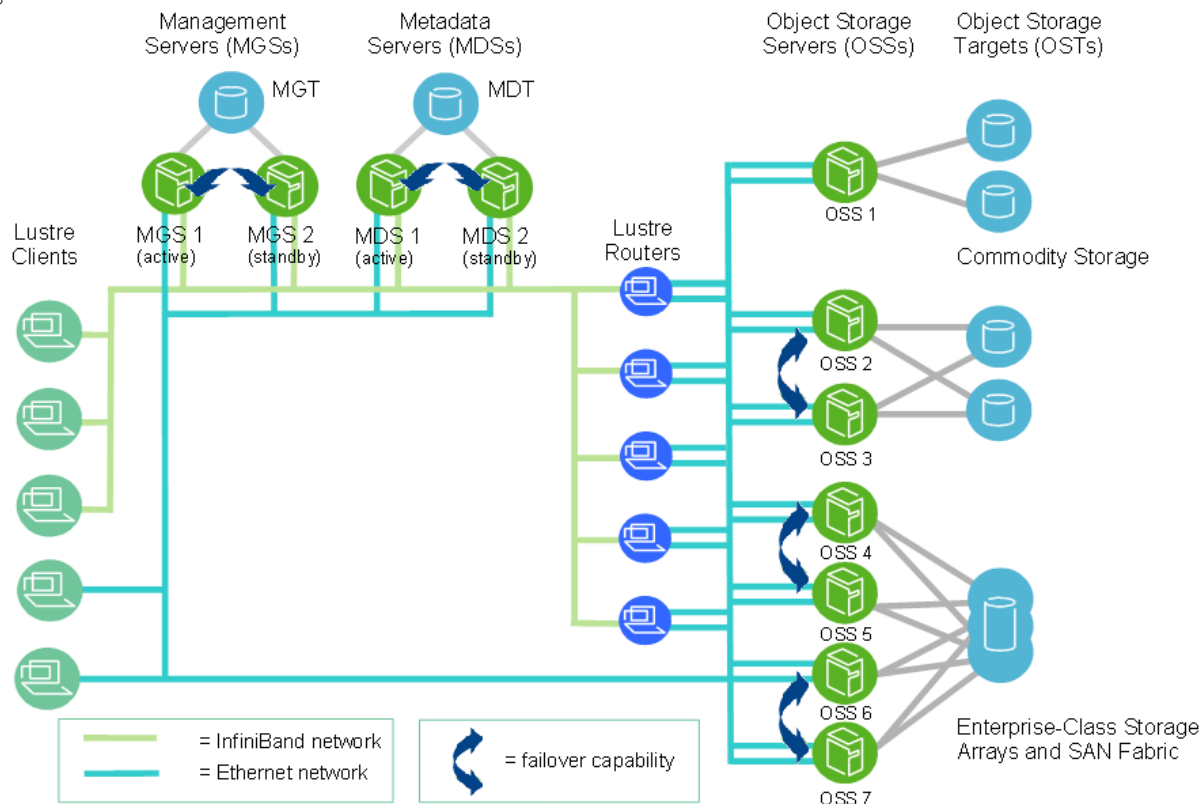 Management
Servers (MGSs)
Metadata
Servers (MDSs)
Object Storage
Servers (OSSs)
Object Storage
Targets (OSTs)
MGT
MDT
OSS 1
Lustre
Clients
MGS 1
(active)
MGS 2
(standby)
MDS 1
(active)
MDS 2
(standby)
Lustre
Routers
Commodity Storage
OSS 2
OSS 3
OSS 4
OSS 5
OSS 6
OSS 7
Enterprise-Class Storage
Arrays and SAN Fabric
= InfiniBand network
= Ethernet network
= failover capability